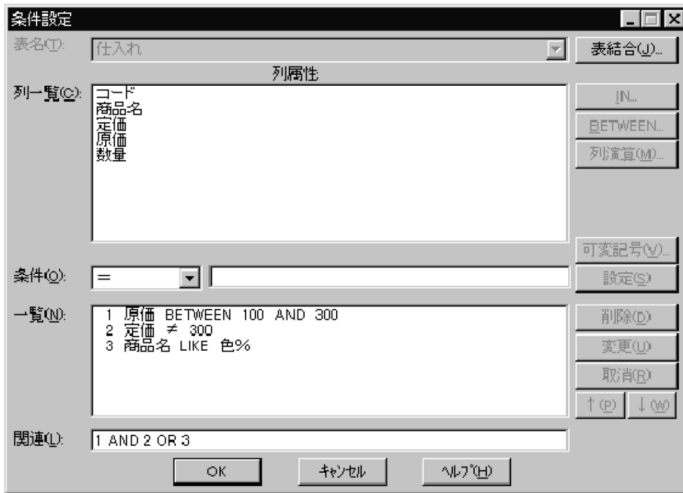 条件設定
表名(T): 仕入れ 表結合(J)...
列属性
列一覧(C): コード IN...
商品名
定価 BETWEEN...
原価
数量 列演算(M)...
可変記号(V)...
条件(O): = 設定(S)
一覧(N): 1 原価 BETWEEN 100 AND 300 削除(D)
2 定価 ≠ 300
3 商品名 LIKE 色% 変更(U)
取消(R)
↑(P) ↓(W)
関連(L): 1 AND 2 OR 3
OK キャンセル ヘルプ(H)